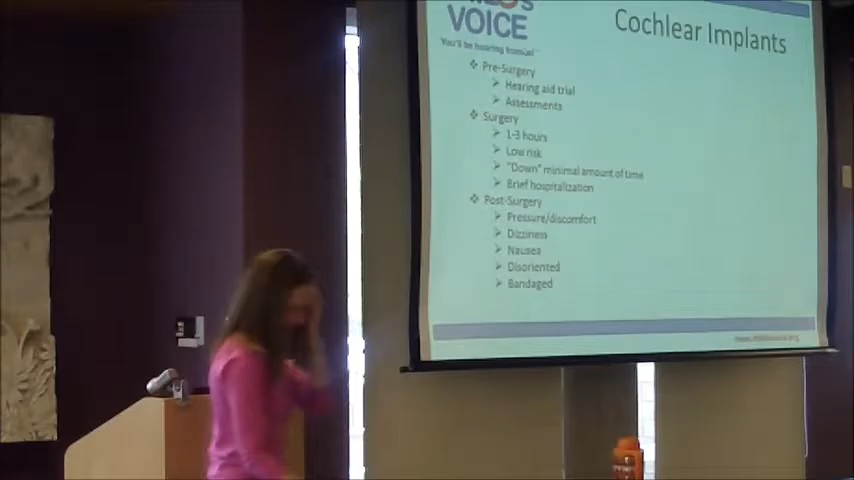 VOICE
You'll be hearing from us!
Cochlear Implants
❖ Pre-Surgery
➢ Hearing aid trial
➢ Assessments
❖ Surgery
➢ 1-3 hours
➢ Low risk
➢ "Down" minimal amount of time
➢ Brief hospitalization
❖ Post-Surgery
➢ Pressure/discomfort
➢ Dizziness
➢ Nausea
➢ Disoriented
➢ Bandaged